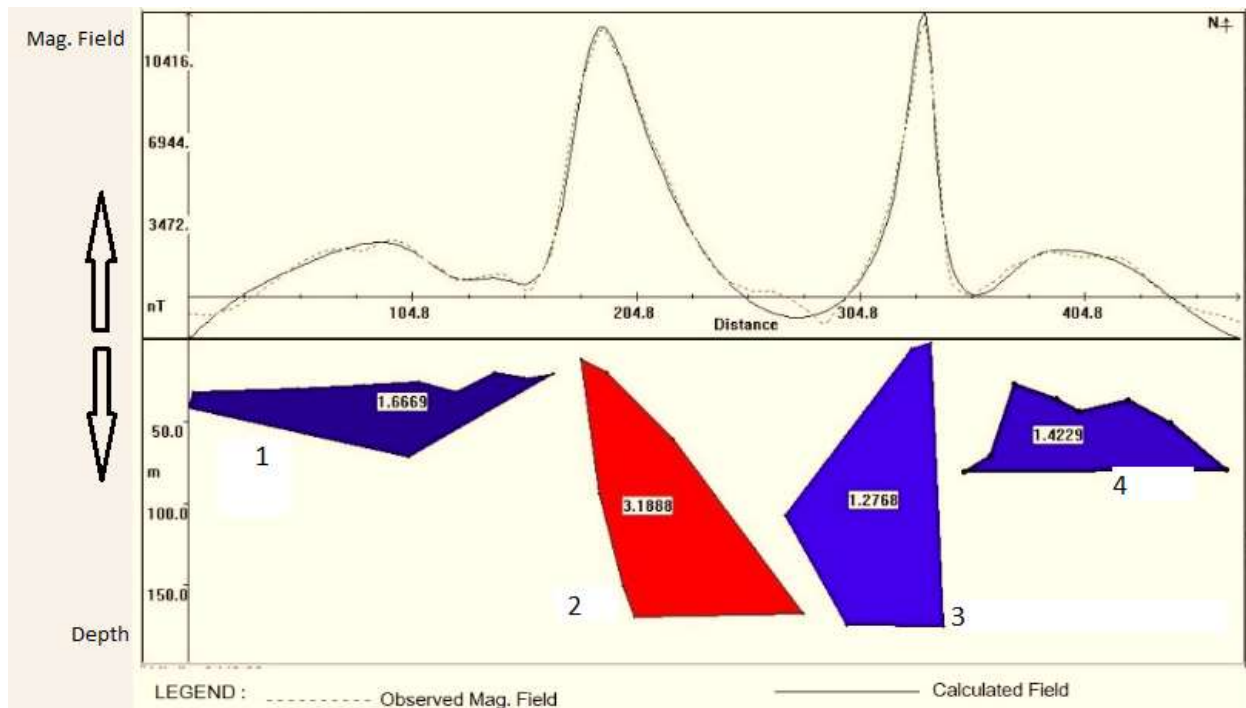 Mag. Field
N
10416.
6944.
3472.
nT
104.8
204.8
304.8
404.8
Distance
1.6669
50.0
1
1.4229
m
4
3.1888
1.2768
100.0
150.0
2
3
Depth
LEGEND :
Observed Mag. Field
Calculated Field